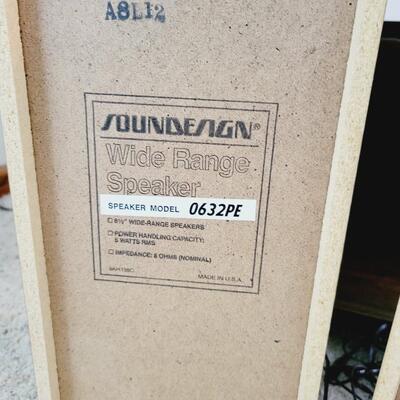 A8L12
SOUNDESIGN®
Wide Range
Speaker
SPEAKER MODEL 0632PE
6½" WIDE-RANGE SPEAKERS
POWER HANDLING CAPACITY:
5 WATTS RMS
IMPEDANCE: 8 OHMS (NOMINAL)
MADE IN U.S.A.